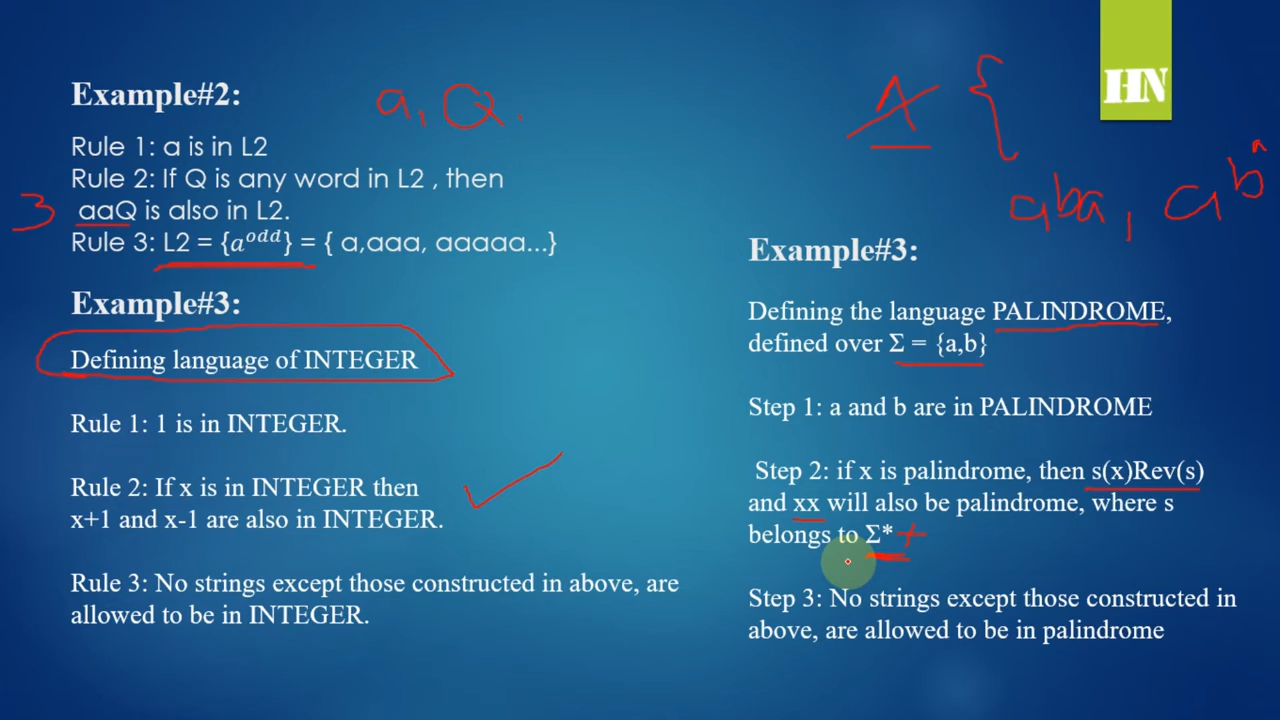 Example#2:
a, Q.
Rule 1: a is in L2
Rule 2: If Q is any word in L2 , then
3 aaQ is also in L2.
Rule 3: L2 = {a^odd} = { a,aaa, aaaaa...}
Example#3:
Defining language of INTEGER
Rule 1: 1 is in INTEGER.
Rule 2: If x is in INTEGER then
x+1 and x-1 are also in INTEGER.
Rule 3: No strings except those constructed in above, are
allowed to be in INTEGER.
HN
A {
aba, ab
Example#3:
Defining the language PALINDROME,
defined over Σ = {a,b}
Step 1: a and b are in PALINDROME
Step 2: if x is palindrome, then s(x)Rev(s)
and xx will also be palindrome, where s
belongs to Σ* +
Step 3: No strings except those constructed in
above, are allowed to be in palindrome